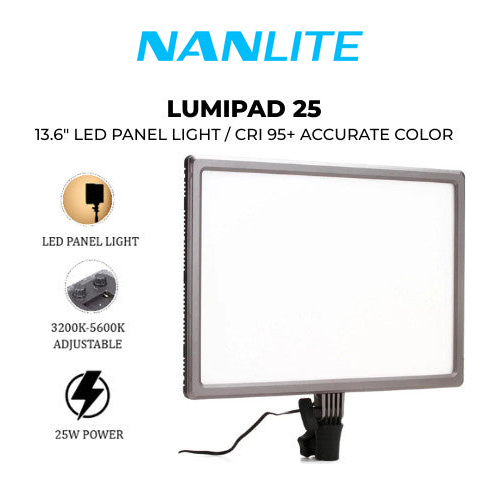 NANLITE
LUMIPAD 25
13.6" LED PANEL LIGHT / CRI 95+ ACCURATE COLOR
LED PANEL LIGHT
3200K-5600K
ADJUSTABLE
25W POWER